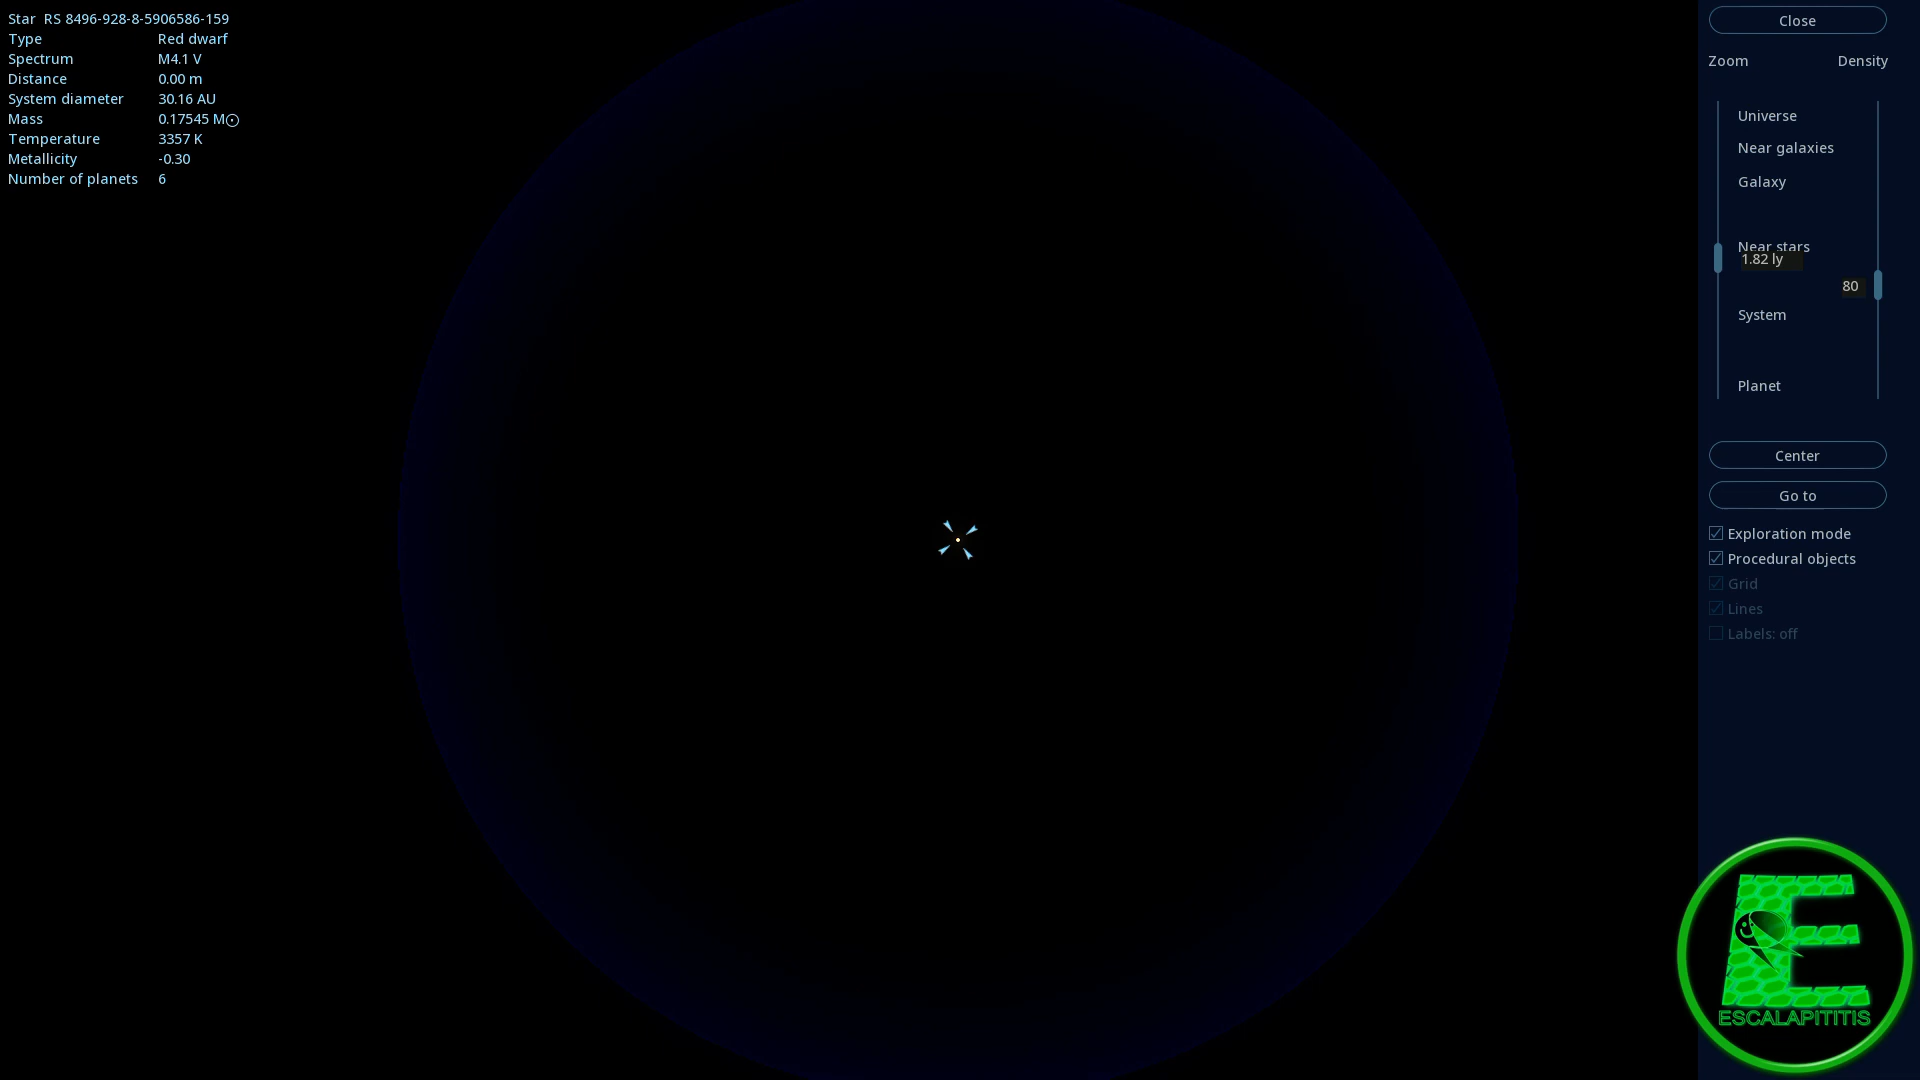 Star RS 8496-928-8-5906586-159
Type Red dwarf
Spectrum M4.1 V
Distance 0.00 m
System diameter 30.16 AU
Mass 0.17545 M☉
Temperature 3357 K
Metallicity -0.30
Number of planets 6
Close
Zoom Density
Universe
Near galaxies
Galaxy
Near stars
1.82 ly
80
System
Planet
Center
Go to
Exploration mode
Procedural objects
Grid
Lines
Labels: off
E
ESCALAPITITIS